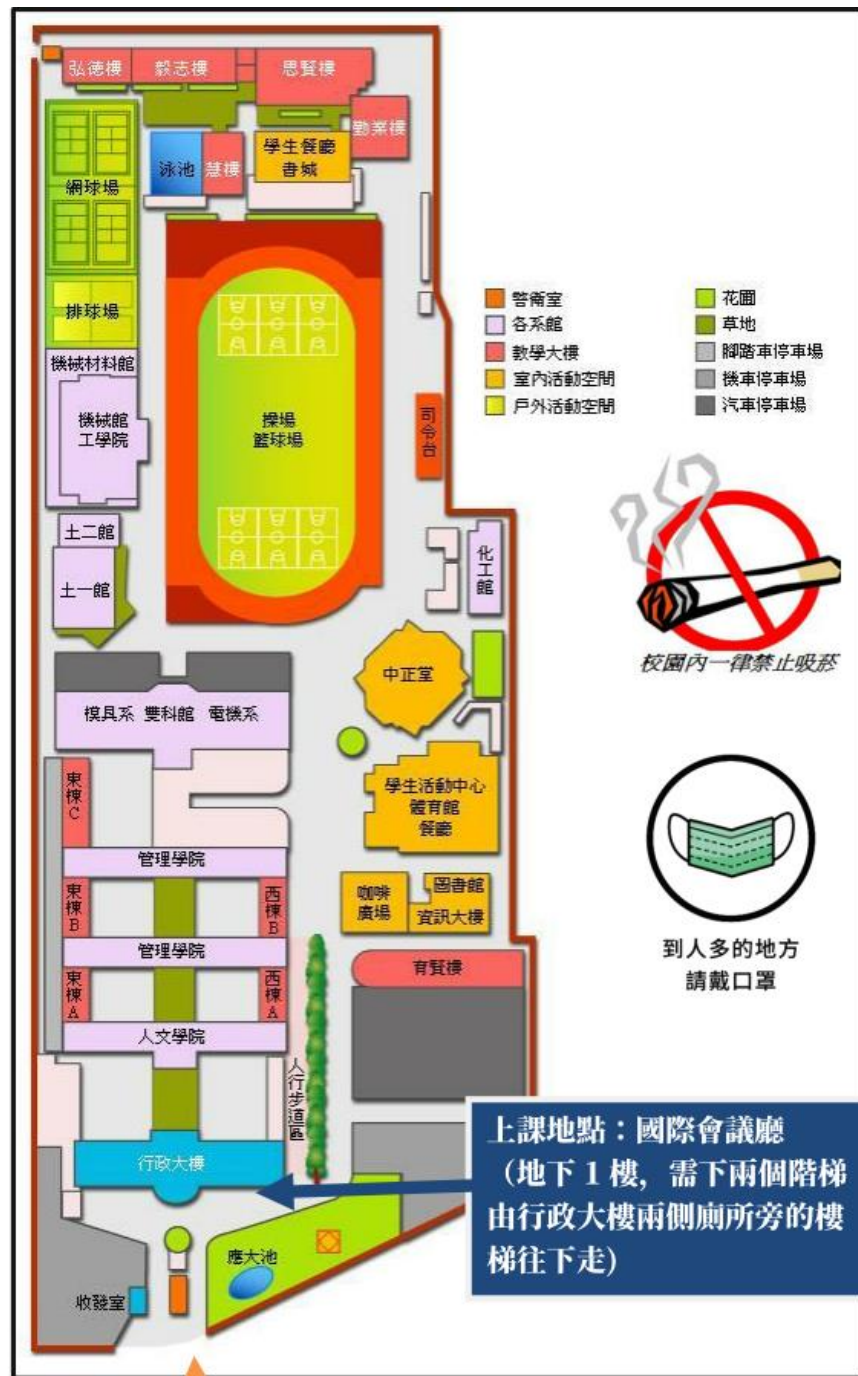 弘德樓
毅志樓
思賢樓
勤業樓
泳池
慧樓
學生餐廳
書城
網球場
排球場
機械材料館
機械館
工學院
操場
籃球場
司令台
警衛室
各系館
教學大樓
室內活動空間
戶外活動空間
花圃
草地
腳踏車停車場
機車停車場
汽車停車場
土二館
土一館
化工館
中正堂
校園內一律禁止吸菸
模具系 雙科館 電機系
東棟C
學生活動中心
體育館
餐廳
管理學院
東棟B
西棟B
咖啡
廣場
圖書館
資訊大樓
到人多的地方
請戴口罩
管理學院
東棟A
西棟A
育賢樓
人文學院
人行步道區
行政大樓
上課地點：國際會議廳
（地下 1 樓，需下兩個階梯
由行政大樓兩側廁所旁的樓
梯往下走)
應大池
收發室